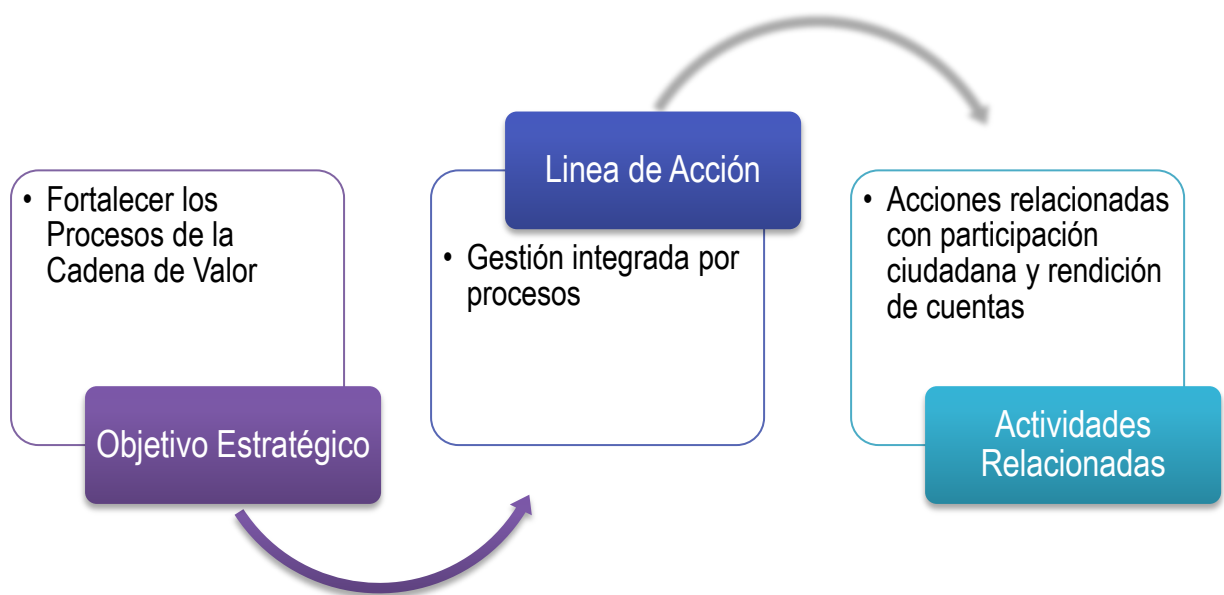 • Fortalecer los
Procesos de la
Cadena de Valor
Objetivo Estratégico
Linea de Acción
• Gestión integrada por
procesos
• Acciones relacionadas
con participación
ciudadana y rendición
de cuentas
Actividades
Relacionadas